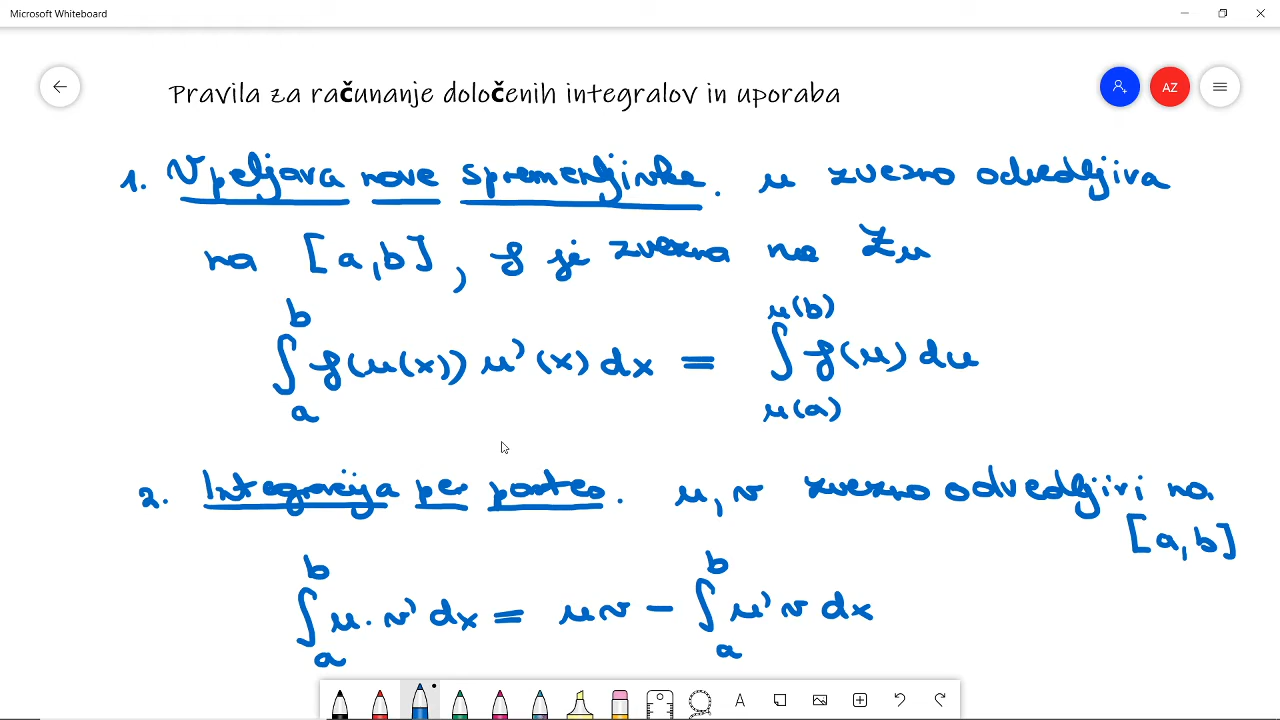 Microsoft Whiteboard
Pravila za računanje določenih integralov in uporaba
AZ
1. Vpeljava nove spremenljivke. u zvezno odvedljiva
na [a,b], f je zvezna na Zu
∫_a^b f(u(x)) u'(x) dx = ∫_{u(a)}^{u(b)} f(u) du
2. Integracija per partes. u, v zvezno odvedljivi na
[a,b]
∫_a^b u · v' dx = uv - ∫_a^b u' v dx
A